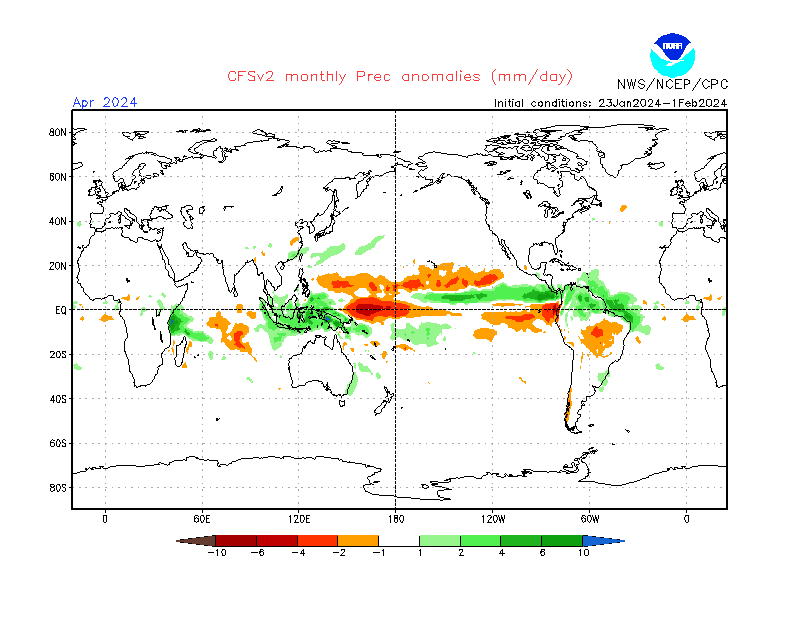 NOAA
CFSv2 monthly Prec anomalies (mm/day)
NWS/NCEP/CPC
Apr 2024
Initial conditions: 23Jan2024-1Feb2024
80N
60N
40N
20N
EQ
20S
40S
60S
80S
0 60E 120E 180 120W 60W 0
-10 -6 -4 -2 -1 1 2 4 6 10